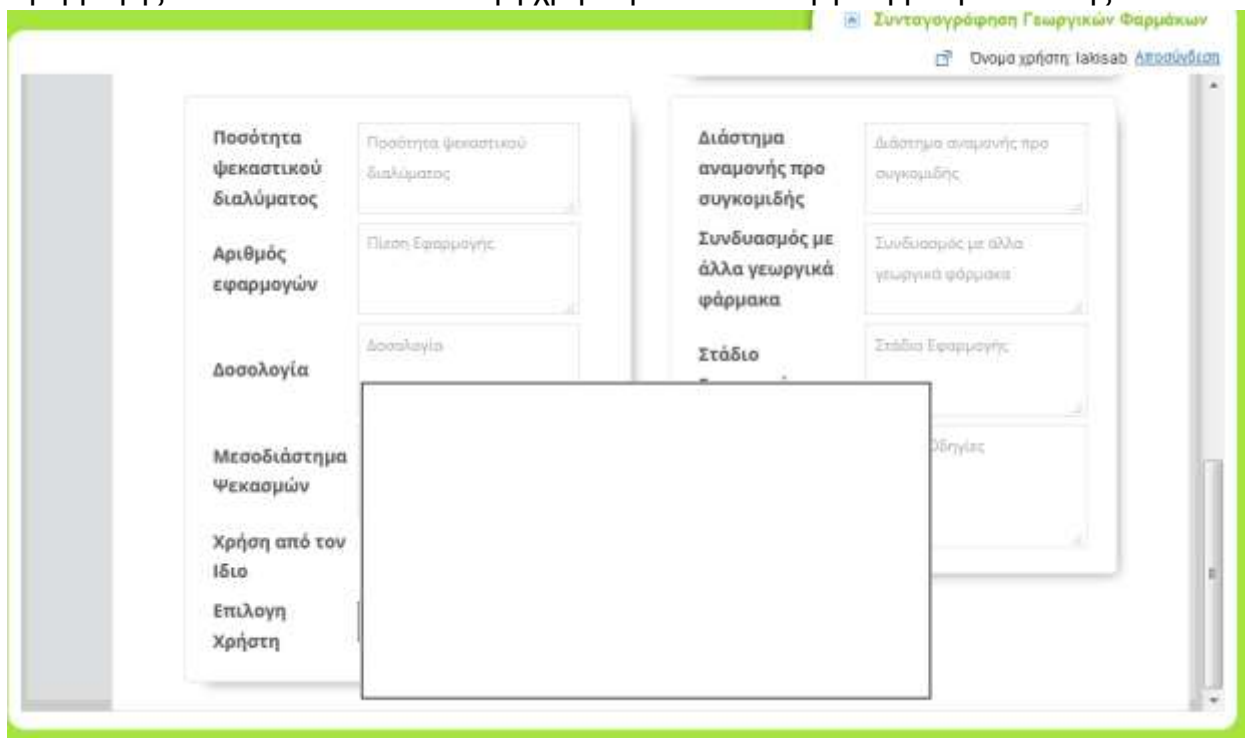 Συνταγογράφηση Γεωργικών Φαρμάκων
Όνομα χρήστη: lakisab Αποσύνδεση
Ποσότητα
ψεκαστικού
διαλύματος
Ποσότητα ψεκαστικού
διαλύματος
Αριθμός
εφαρμογών
Πίεση Εφαρμογής
Δοσολογία
Δοσολογία
Μεσοδιάστημα
Ψεκασμών
Χρήση από τον
Ιδιο
Επιλογη
Χρήστη
Διάστημα
αναμονής προ
συγκομιδής
Διάστημα αναμονής προ
συγκομιδής
Συνδυασμός με
άλλα γεωργικά
φάρμακα
Συνδυασμός με άλλα
γεωργικά φάρμακα
Στάδιο
Στάδιο Εφαρμογής
Οδηγίες